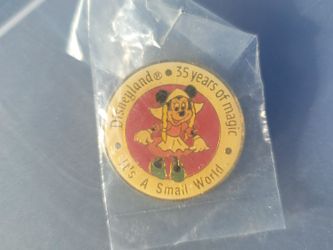 Disneyland® • 35 years of magic
• It's A Small World •